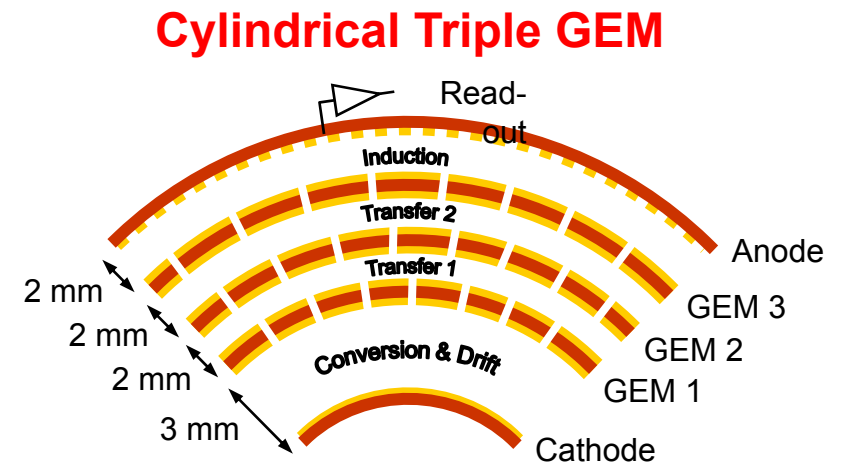 Cylindrical Triple GEM
Read-
out
Induction
Transfer 2
Transfer 1
Conversion & Drift
Anode
GEM 3
GEM 2
GEM 1
Cathode
2 mm
2 mm
2 mm
3 mm